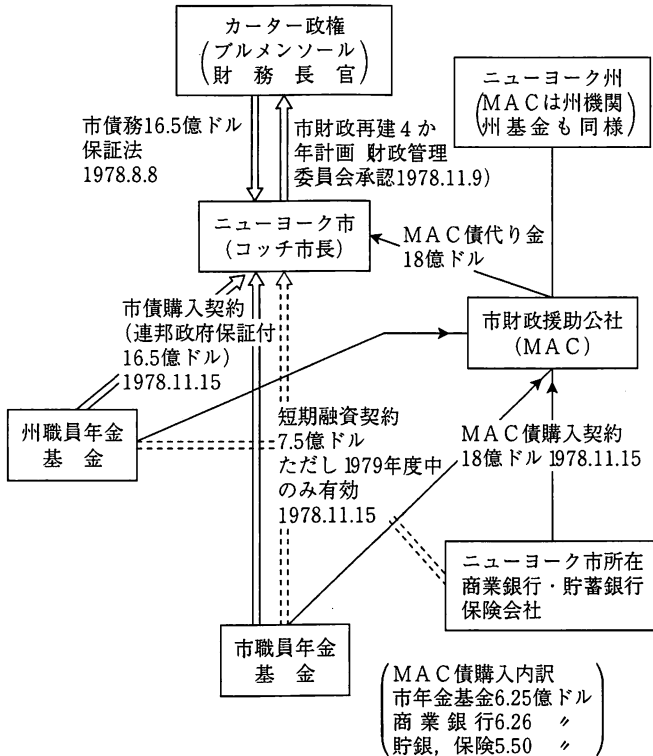 カーター政権
(ブルメンソール
財務長官)
ニューヨーク州
(MACは州機関
州基金も同様)
市債務16.5億ドル
保証法
1978.8.8
市財政再建4か
年計画 財政管理
委員会承認1978.11.9)
ニューヨーク市
(コッチ市長)
MAC債代り金
18億ドル
市債購入契約
(連邦政府保証付
16.5億ドル)
1978.11.15
市財政援助公社
(MAC)
州職員年金
基金
短期融資契約
7.5億ドル
ただし1979年度中
のみ有効
1978.11.15
MAC債購入契約
18億ドル 1978.11.15
ニューヨーク市所在
商業銀行・貯蓄銀行
保険会社
市職員年金
基金
(MAC債購入内訳
市年金基金6.25億ドル
商業銀行6.26 〃
貯銀,保険5.50 〃)